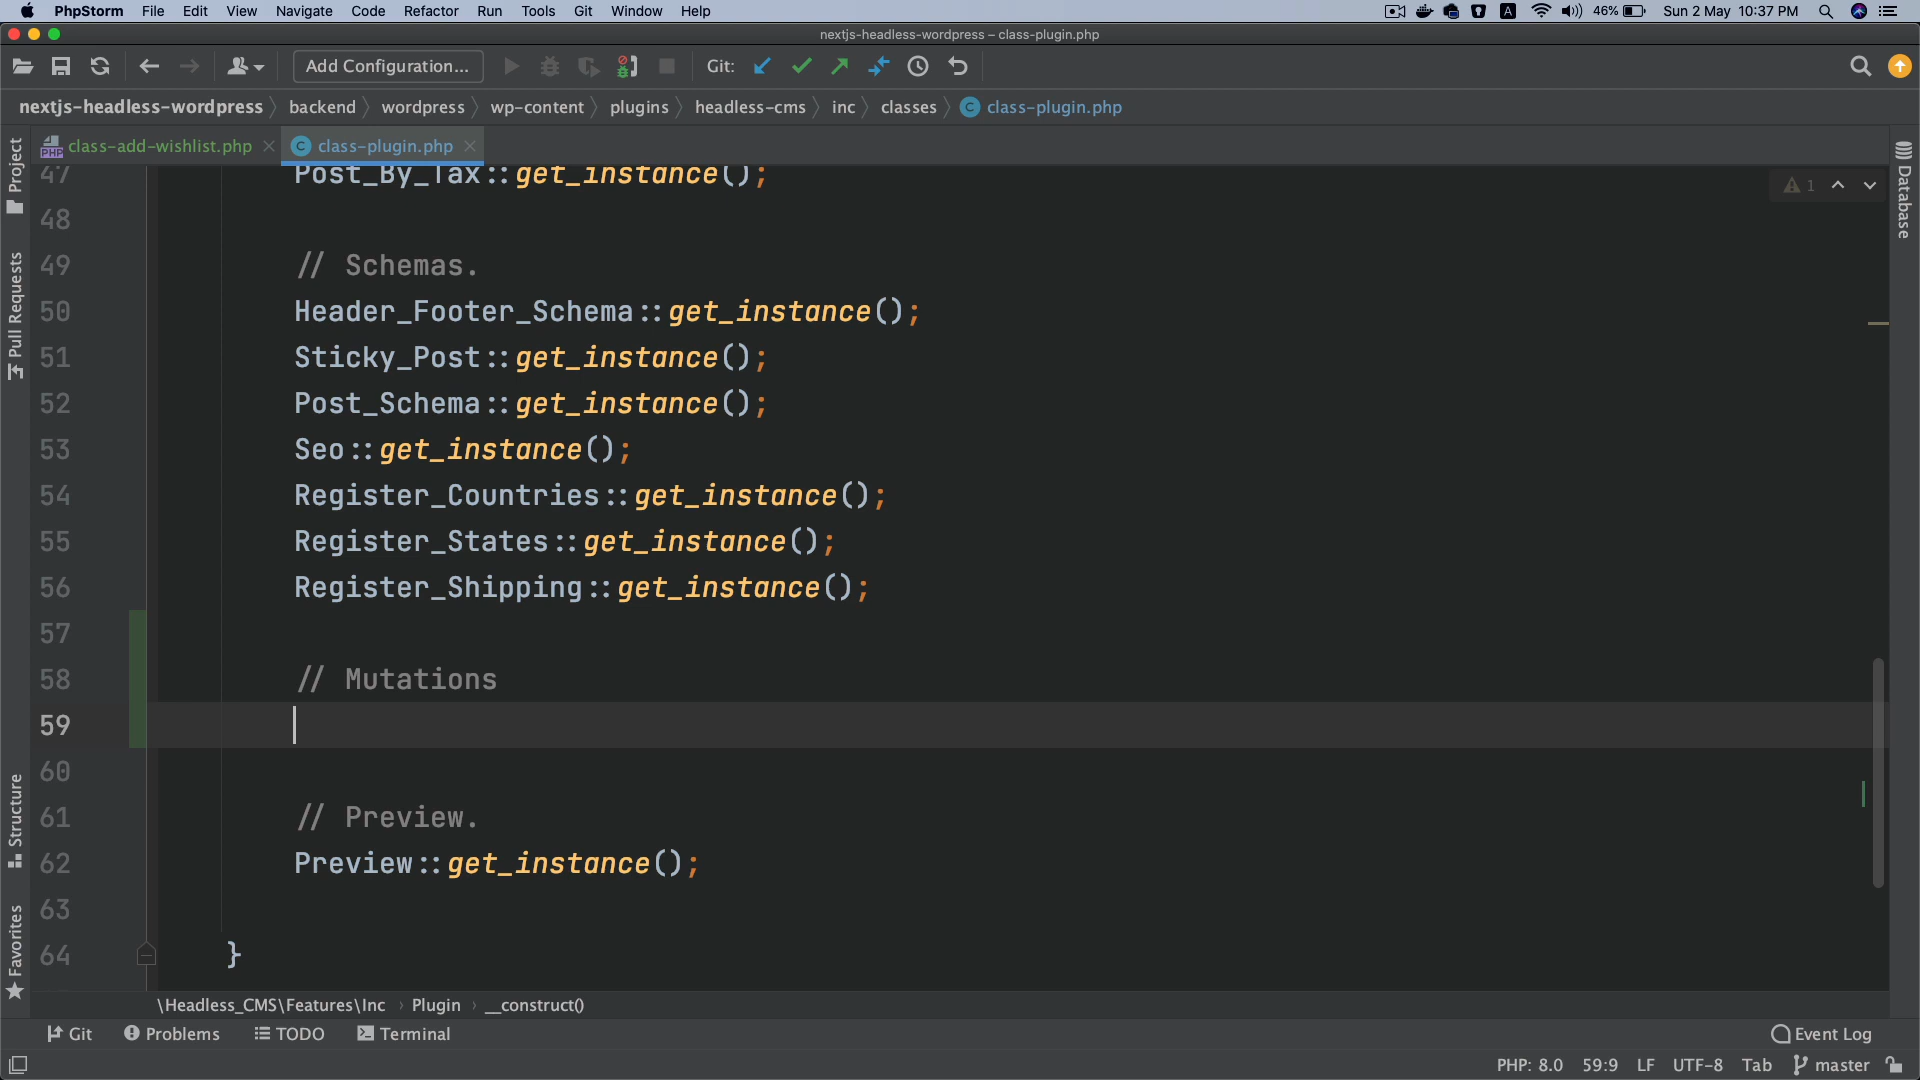 PhpStorm File Edit View Navigate Code Refactor Run Tools Git Window Help A 46% Sun 2 May 10:37 PM
nextjs-headless-wordpress – class-plugin.php
Add Configuration... Git:
nextjs-headless-wordpress backend wordpress wp-content plugins headless-cms inc classes C class-plugin.php
PHP class-add-wishlist.php C class-plugin.php
Project
Pull Requests
Structure
Favorites
Database
1
47 Post_By_Tax::get_instance();
48
49 // Schemas.
50 Header_Footer_Schema::get_instance();
51 Sticky_Post::get_instance();
52 Post_Schema::get_instance();
53 Seo::get_instance();
54 Register_Countries::get_instance();
55 Register_States::get_instance();
56 Register_Shipping::get_instance();
57
58 // Mutations
59
60
61 // Preview.
62 Preview::get_instance();
63
64 }
\Headless_CMS\Features\Inc Plugin __construct()
Git Problems TODO Terminal Event Log
PHP: 8.0 59:9 LF UTF-8 Tab master